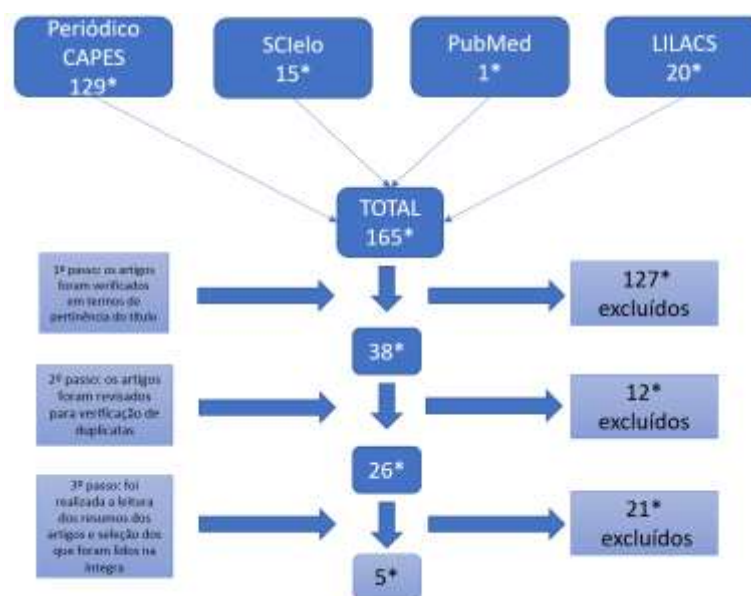 Periódico
CAPES
129*
SCIelo
15*
PubMed
1*
LILACS
20*
TOTAL
165*
1º passo: os artigos
foram verificados
em termos de
pertinência do título
127*
excluídos
38*
2º passo: os artigos
foram revisados
para verificação de
duplicatas
12*
excluídos
26*
3º passo: foi
realizada a leitura
dos resumos dos
artigos e seleção dos
que foram lidos na
íntegra
21*
excluídos
5*